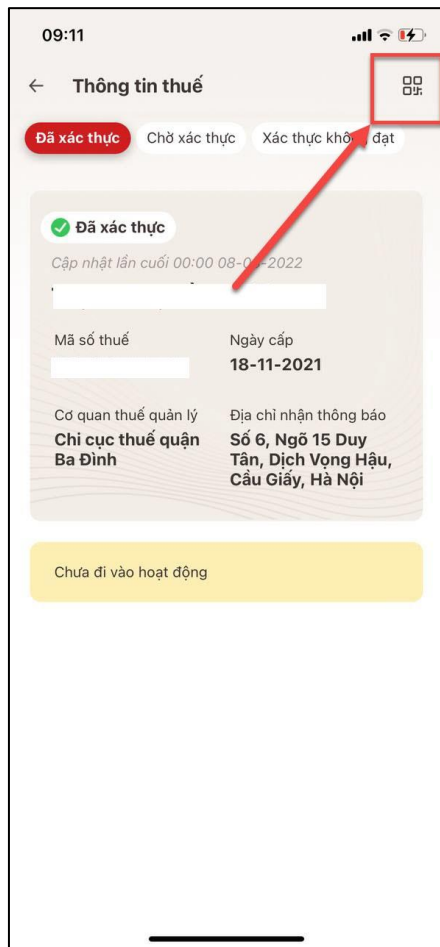 09:11
Thông tin thuế
Đã xác thực Chờ xác thực Xác thực không đạt
Đã xác thực
Cập nhật lần cuối 00:00 2022
Mã số thuế Ngày cấp
18-11-2021
Cơ quan thuế quản lý Địa chỉ nhận thông báo
Chi cục thuế quận Số 6, Ngõ 15 Duy
Ba Đình Tân, Dịch Vọng Hậu,
Cầu Giấy, Hà Nội
Chưa đi vào hoạt động